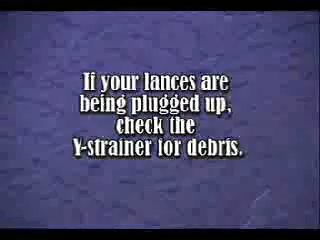 If your lances are
being plugged up,
check the
Y-strainer for debris.